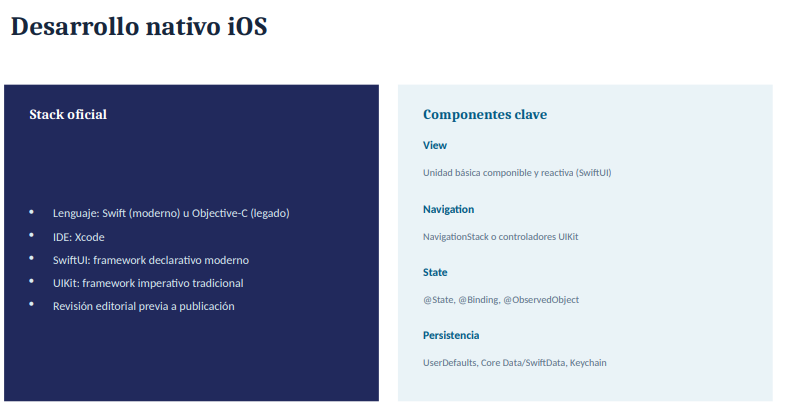 Desarrollo nativo iOS
Stack oficial
• Lenguaje: Swift (moderno) u Objective-C (legado)
• IDE: Xcode
• SwiftUI: framework declarativo moderno
• UIKit: framework imperativo tradicional
• Revisión editorial previa a publicación
Componentes clave
View
Unidad básica componible y reactiva (SwiftUI)
Navigation
NavigationStack o controladores UIKit
State
@State, @Binding, @ObservedObject
Persistencia
UserDefaults, Core Data/SwiftData, Keychain